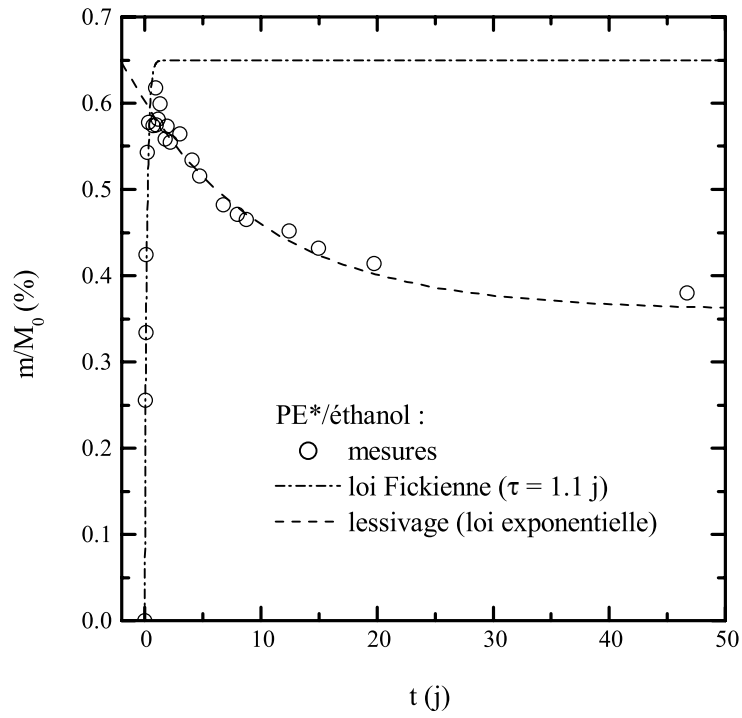 0.7
0.6
0.5
0.4
0.3
0.2
0.1
0.0
m/M0 (%)
PE*/éthanol :
mesures
loi Fickienne (τ = 1.1 j)
lessivage (loi exponentielle)
0 10 20 30 40 50
t (j)